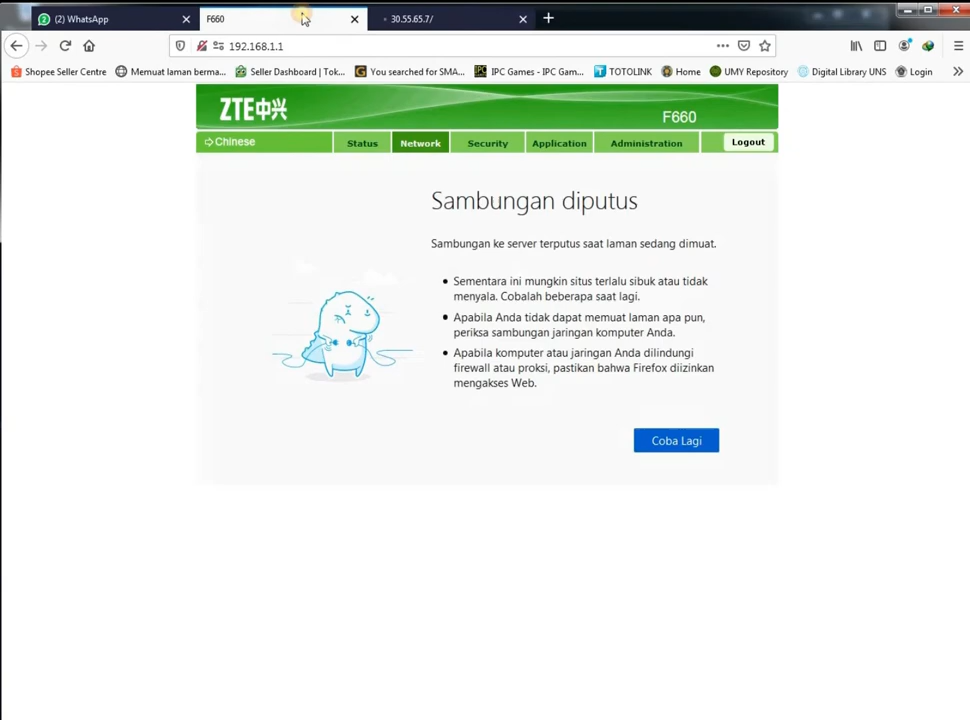 (2) WhatsApp
F660
30.55.65.7/
192.168.1.1
Shopee Seller Centre
Memuat laman berma...
Seller Dashboard | Tok...
You searched for SMA...
IPC Games - IPC Gam...
TOTOLINK
Home
UMY Repository
Digital Library UNS
Login
ZTE中兴
F660
Chinese
Status
Network
Security
Application
Administration
Logout
Sambungan diputus
Sambungan ke server terputus saat laman sedang dimuat.
Sementara ini mungkin situs terlalu sibuk atau tidak
menyala. Cobalah beberapa saat lagi.
Apabila Anda tidak dapat memuat laman apa pun,
periksa sambungan jaringan komputer Anda.
Apabila komputer atau jaringan Anda dilindungi
firewall atau proksi, pastikan bahwa Firefox diizinkan
mengakses Web.
Coba Lagi